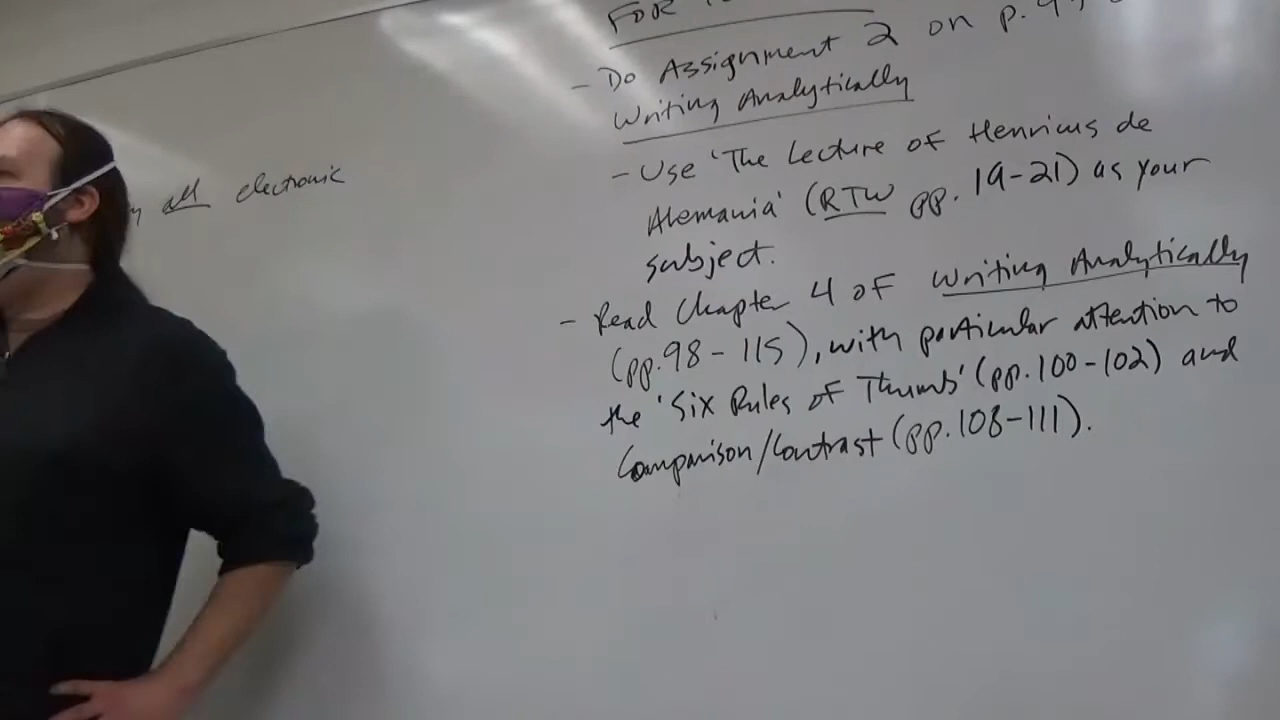 all electronic
FOR
- Do Assignment 2 on p.
Writing Analytically
- Use 'The Lecture of Henricus de
Alemania' (RTW pp. 19-21) as your
subject.
- Read Chapter 4 of Writing Analytically
(pp. 98-115), with particular attention to
the 'Six Rules of Thumb' (pp. 100-102) and
Comparison/Contrast (pp. 108-111).